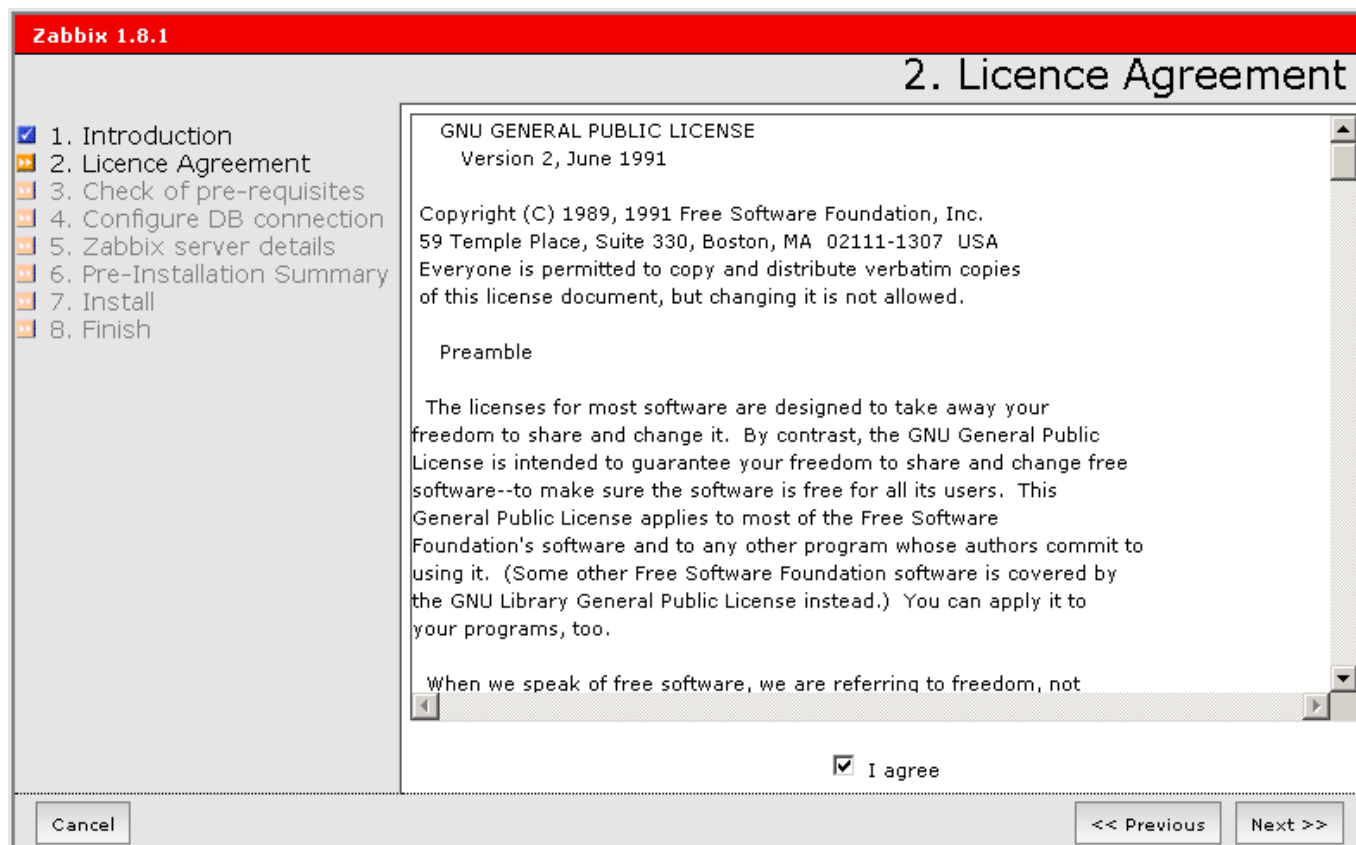 Zabbix 1.8.1
2. Licence Agreement
1. Introduction
2. Licence Agreement
3. Check of pre-requisites
4. Configure DB connection
5. Zabbix server details
6. Pre-Installation Summary
7. Install
8. Finish
GNU GENERAL PUBLIC LICENSE
Version 2, June 1991
Copyright (C) 1989, 1991 Free Software Foundation, Inc.
59 Temple Place, Suite 330, Boston, MA  02111-1307  USA
Everyone is permitted to copy and distribute verbatim copies
of this license document, but changing it is not allowed.
Preamble
The licenses for most software are designed to take away your
freedom to share and change it.  By contrast, the GNU General Public
License is intended to guarantee your freedom to share and change free
software--to make sure the software is free for all its users.  This
General Public License applies to most of the Free Software
Foundation's software and to any other program whose authors commit to
using it.  (Some other Free Software Foundation software is covered by
the GNU Library General Public License instead.)  You can apply it to
your programs, too.
When we speak of free software, we are referring to freedom, not
I agree
Cancel
<< Previous
Next >>